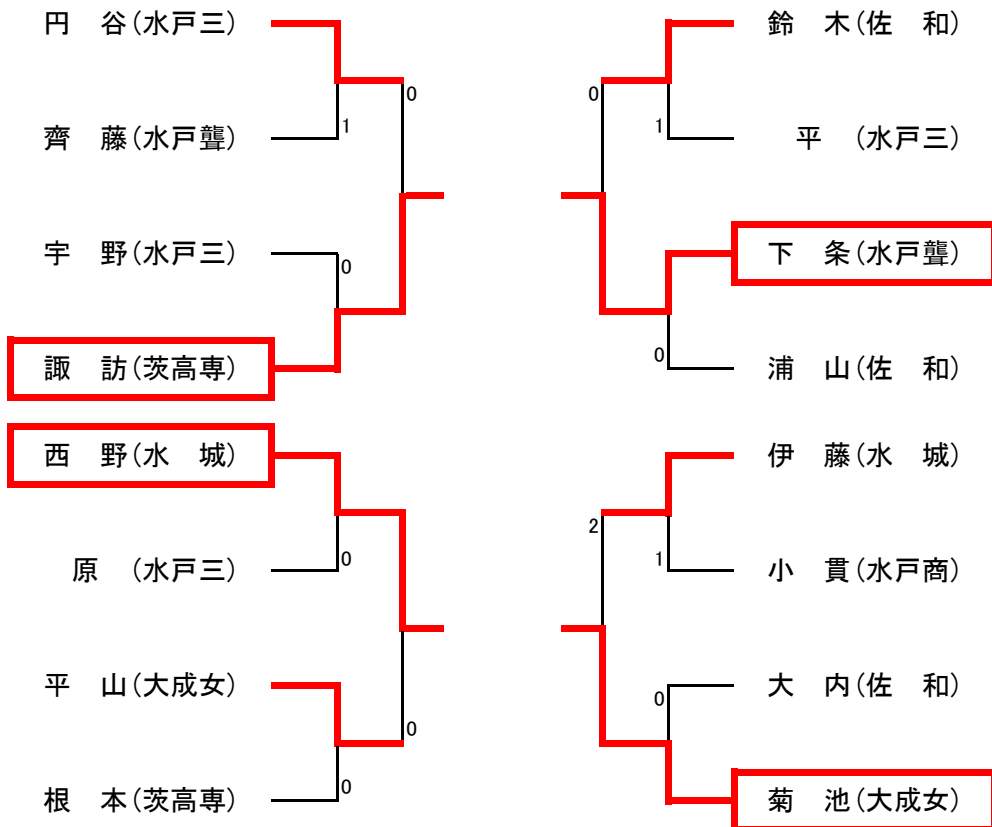 円　谷(水戸三)
0
1
齊　藤(水戸聾)
宇　野(水戸三)
0
諏　訪(茨高専)
西　野(水　城)
原　(水戸三)
0
平　山(大成女)
0
根　本(茨高専)
0
鈴　木(佐　和)
0
1
平　(水戸三)
下　条(水戸聾)
0
浦　山(佐　和)
伊　藤(水　城)
2
1
小　貫(水戸商)
大　内(佐　和)
0
菊　池(大成女)